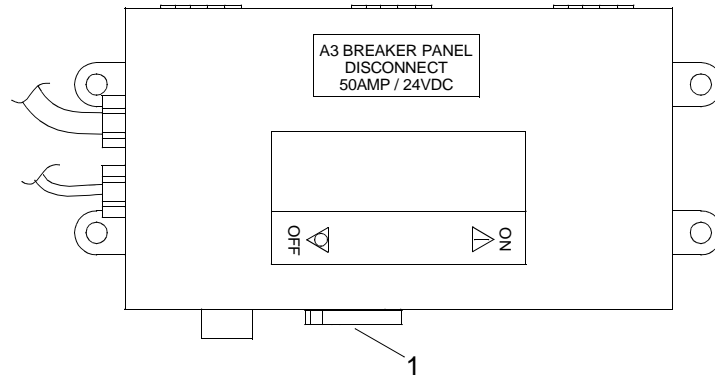 A3 BREAKER PANEL
DISCONNECT
50AMP / 24VDC
OFF
ON
1